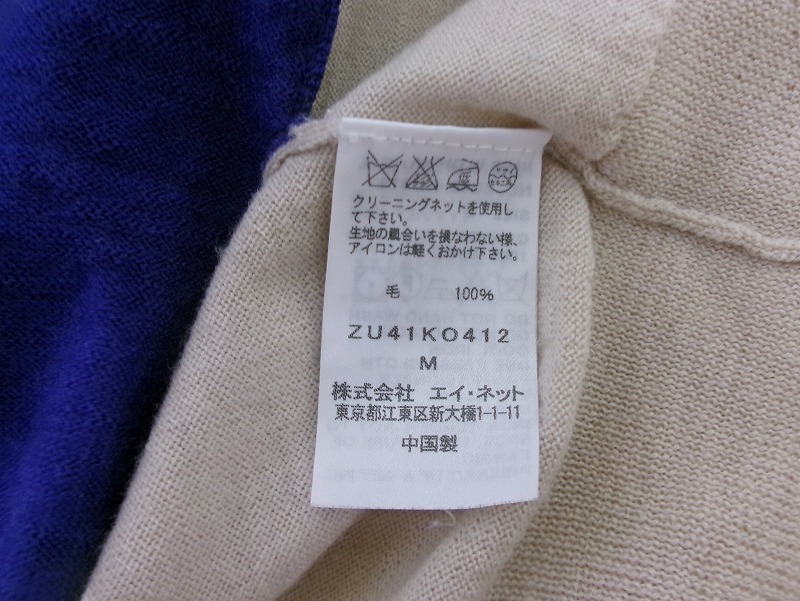 クリーニングネットを使用し
て下さい。
生地の風合いを損なわない様、
アイロンは軽くおかけ下さい。
毛 100%
ZU41KO412
M
株式会社 エイ・ネット
東京都江東区新大橋1-1-11
中国製